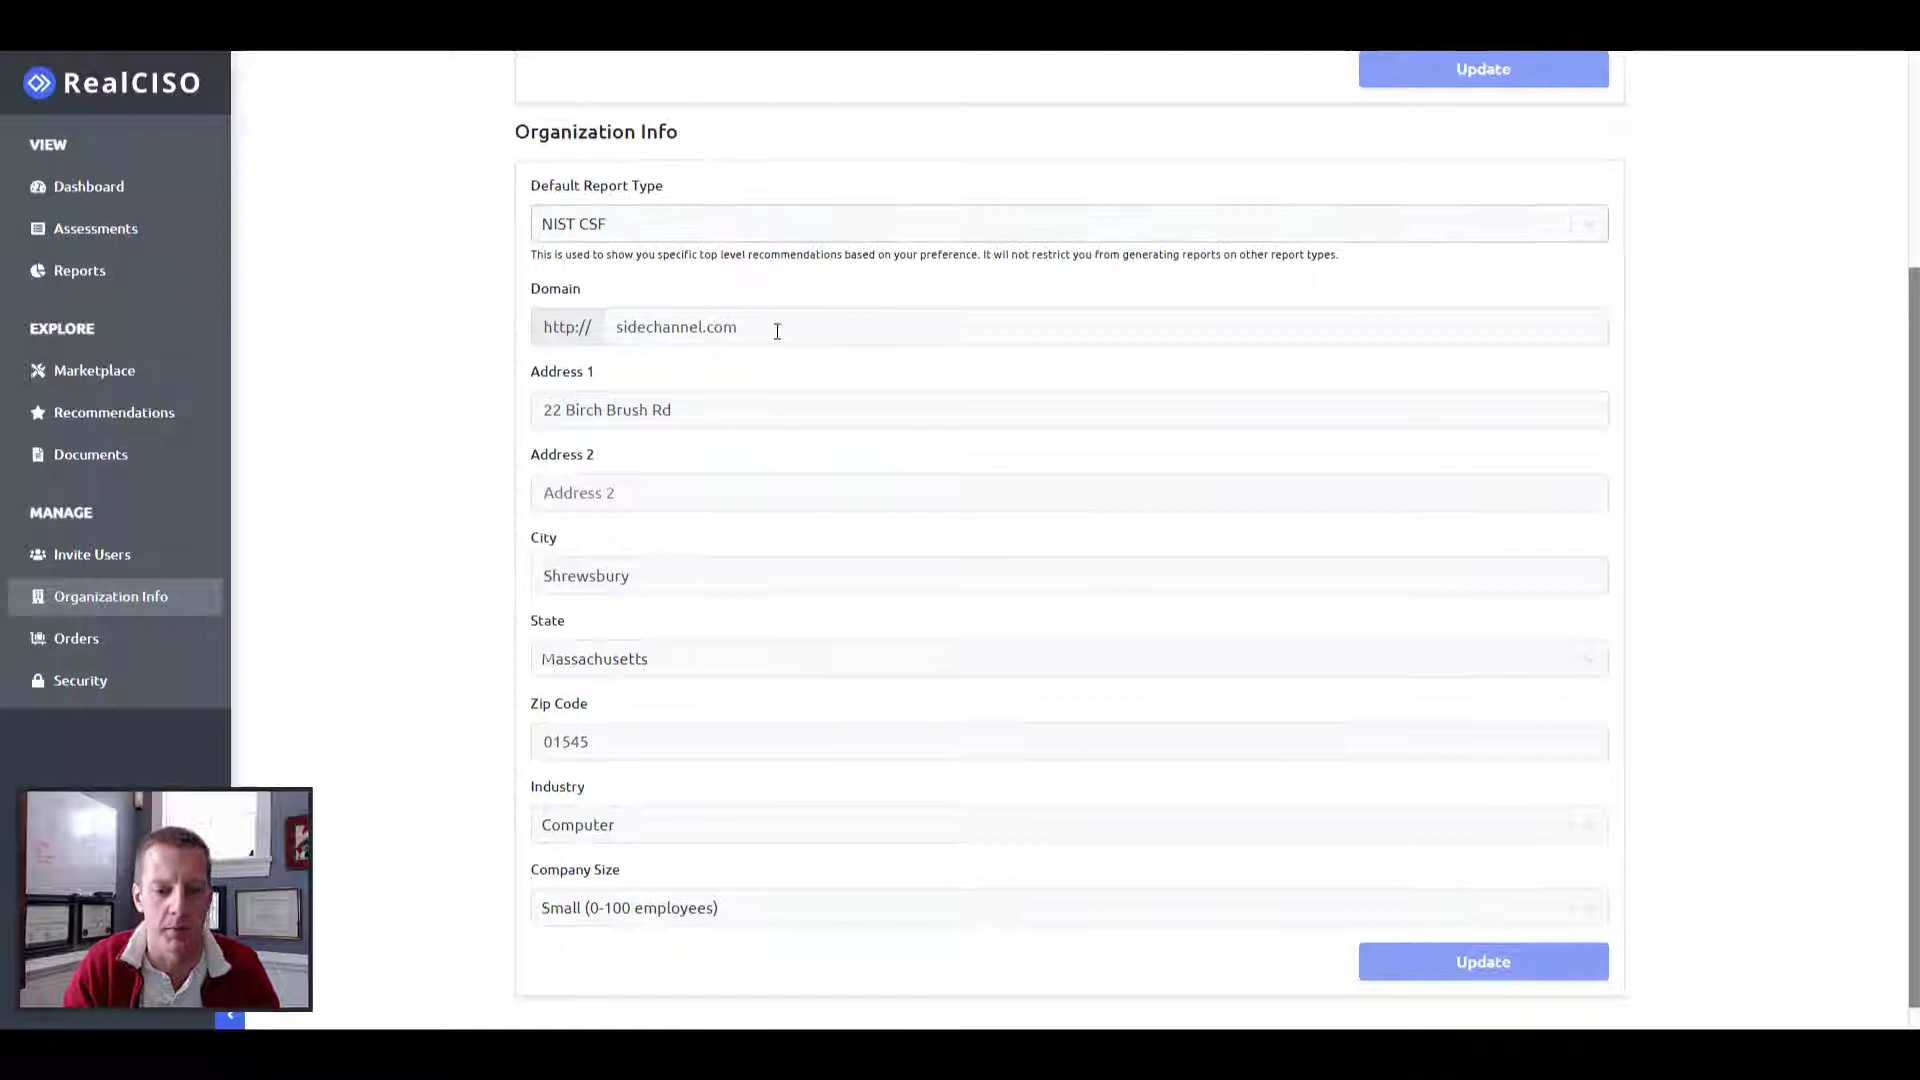 RealCISO
VIEW
Dashboard
Assessments
Reports
EXPLORE
Marketplace
Recommendations
Documents
MANAGE
Invite Users
Organization Info
Orders
Security
Update
Organization Info
Default Report Type
NIST CSF
This is used to show you specific top level recommendations based on your preference. It wil not restrict you from generating reports on other report types.
Domain
http:// sidechannel.com
Address 1
22 Birch Brush Rd
Address 2
Address 2
City
Shrewsbury
State
Massachusetts
Zip Code
01545
Industry
Computer
Company Size
Small (0-100 employees)
Update